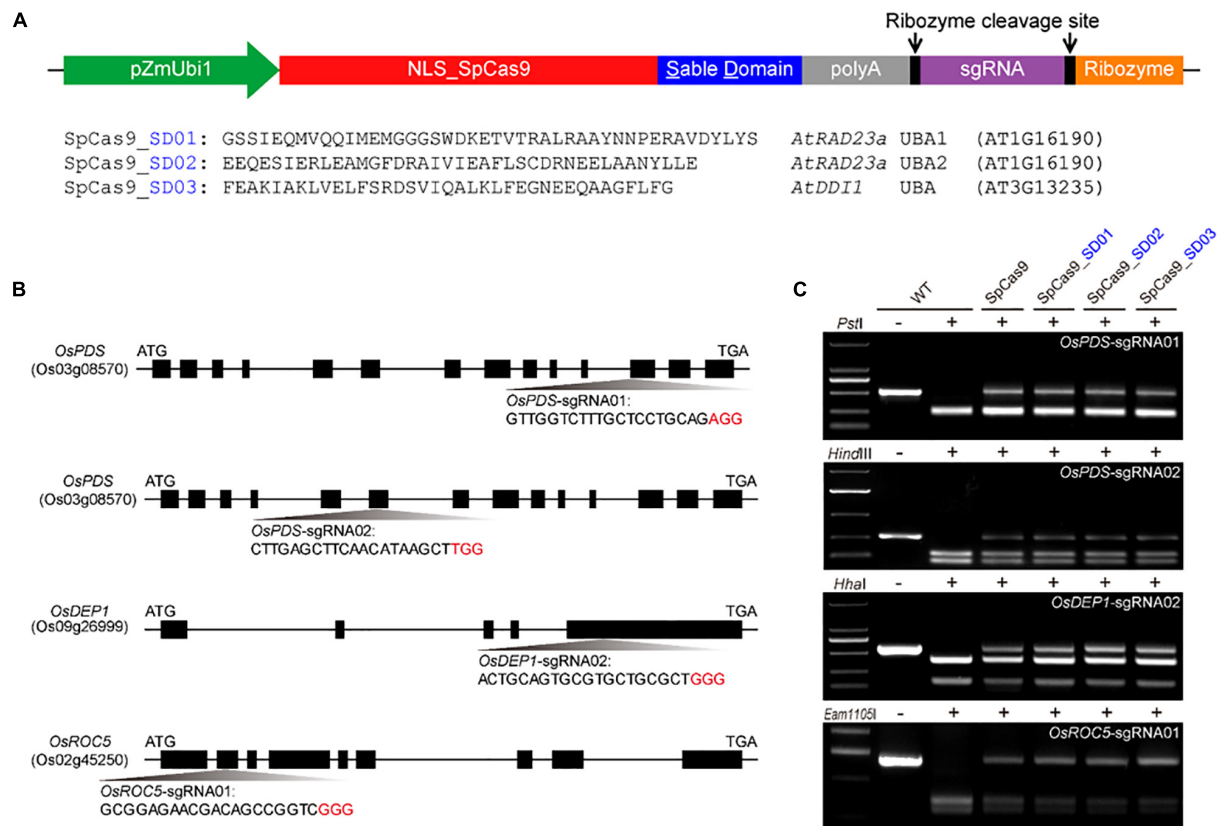 A
Ribozyme cleavage site
pZmUbi1 NLS_SpCas9 Sable Domain polyA sgRNA Ribozyme
SpCas9_SD01: GSSIEQMVQQIMEMGGGSWDKETVTRALRAAYNNPERAVDYLYS AtRAD23a UBA1 (AT1G16190)
SpCas9_SD02: EEQESIERLEAMGFDRAIVIEAFLSCDRNEELAANYLLE AtRAD23a UBA2 (AT1G16190)
SpCas9_SD03: FEAKIAKLVELFSRDSVIQALKLFEGNEEQAAGFLFG AtDDI1 UBA (AT3G13235)
B
OsPDS
(Os03g08570)
ATG TGA
OsPDS-sgRNA01:
GTTGGTCTTTGCTCCTGCAGAGG
OsPDS
(Os03g08570)
ATG TGA
OsPDS-sgRNA02:
CTTGAGCTTCAACATAAGCTTGG
OsDEP1
(Os09g26999)
ATG TGA
OsDEP1-sgRNA02:
ACTGCAGTGCGTGCTGCGCTGGG
OsROC5
(Os02g45250)
ATG TGA
OsROC5-sgRNA01:
GCGGAGAACGACAGCCGGTCGGG
C
WT SpCas9 SpCas9_SD01 SpCas9_SD02 SpCas9_SD03
PstI - + + + + +
OsPDS-sgRNA01
HindIII - + + + + +
OsPDS-sgRNA02
HhaI - + + + + +
OsDEP1-sgRNA02
Eam1105I - + + + + +
OsROC5-sgRNA01